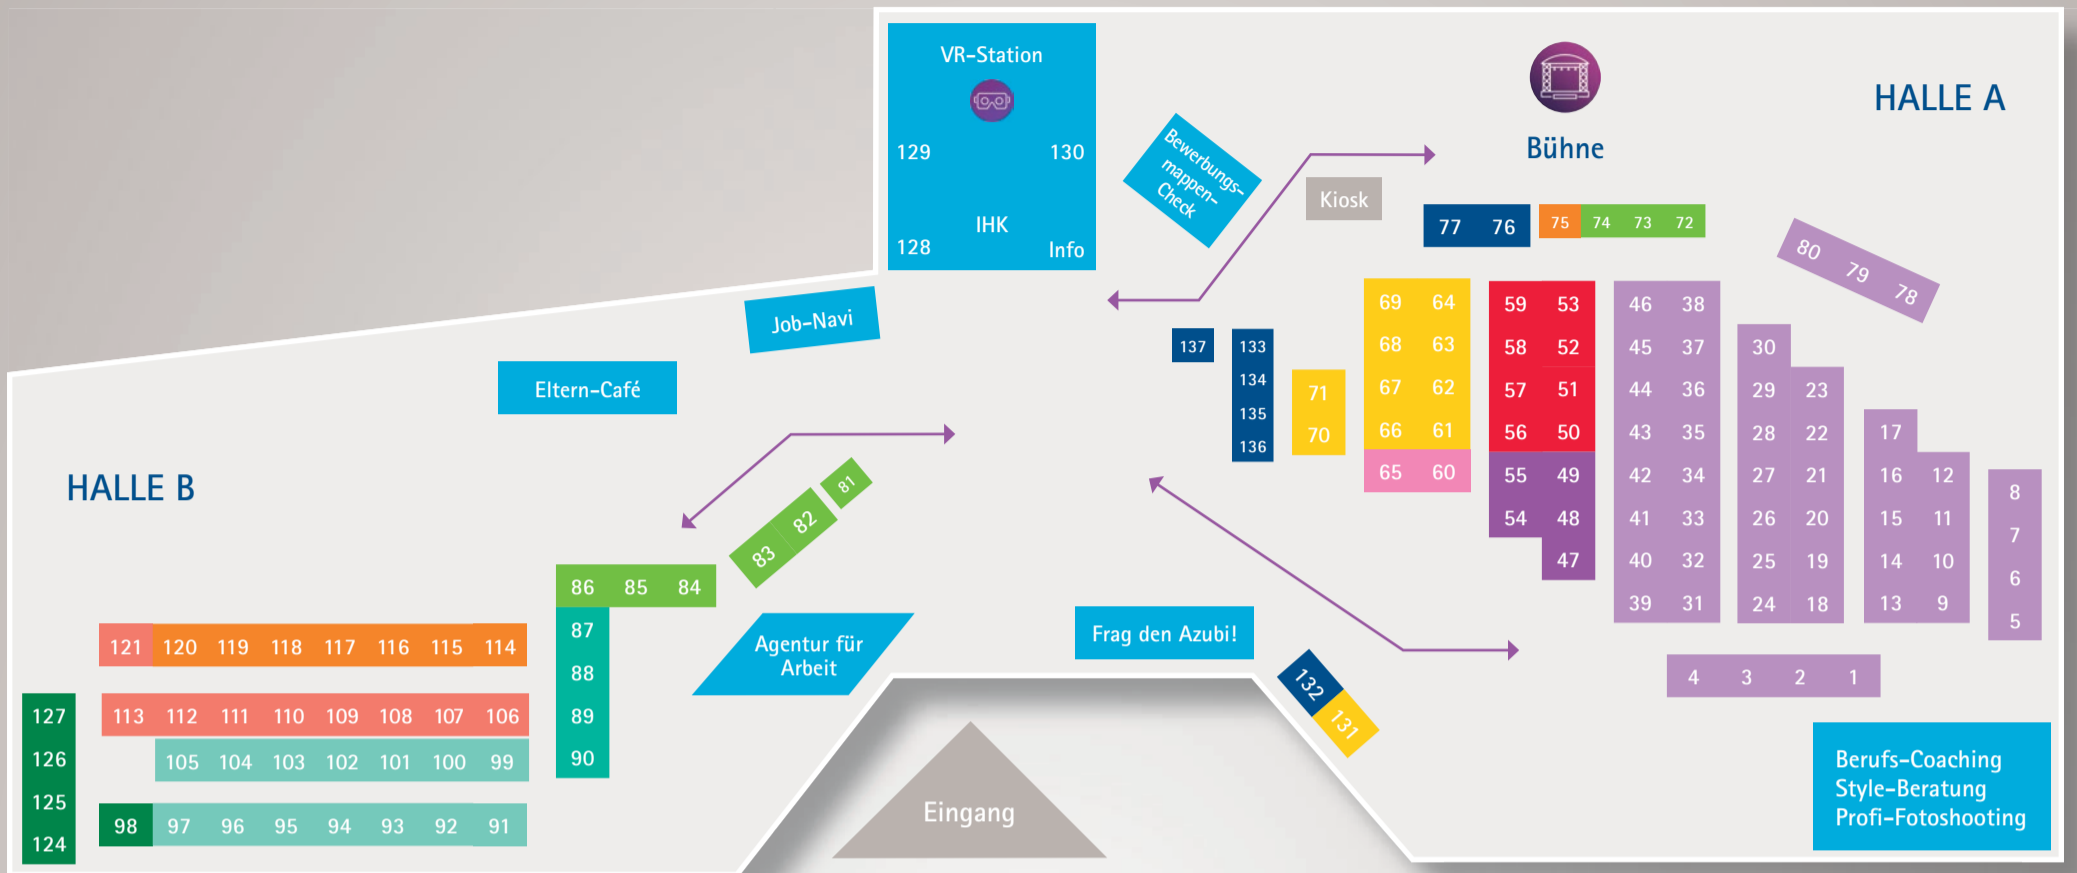 VR-Station
129 130
IHK
128 Info
Bewerbungs-
mappen-
Check
Kiosk
Bühne
HALLE A
77 76 75 74 73 72
80 79 78
Job-Navi
Eltern-Café
HALLE B
137
133
134
135
136
71
70
69 64
68 63
67 62
66 61
65 60
59 53
58 52
57 51
56 50
55 49
54 48
47
46 38
45 37
44 36
43 35
42 34
41 33
40 32
39 31
30
29 23
28 22
27 21
26 20
25 19
24 18
17
16 12
15 11
14 10
13 9
8
7
6
5
4 3 2 1
81
82
83
86 85 84
87
88
89
90
121 120 119 118 117 116 115 114
113 112 111 110 109 108 107 106
105 104 103 102 101 100 99
98 97 96 95 94 93 92 91
127
126
125
124
Agentur für
Arbeit
Frag den Azubi!
132
131
Eingang
Berufs-Coaching
Style-Beratung
Profi-Fotoshooting